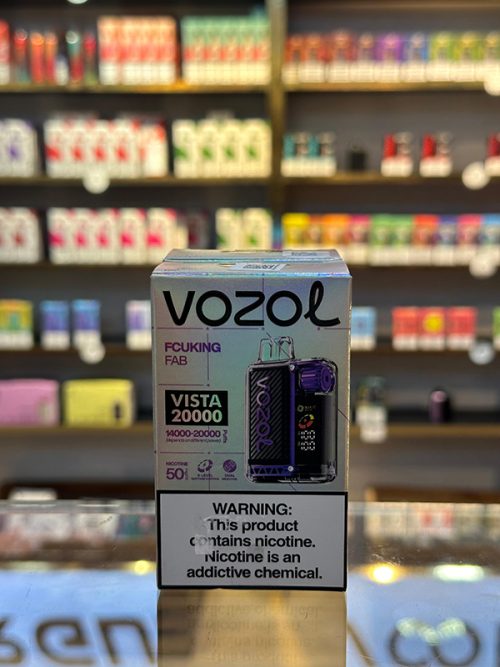 VOZOL
FCUKING
FAB
VISTA
20000
14000-20000
NICOTINE
50
VOZOL
WARNING:
This product
contains nicotine.
Nicotine is an
addictive chemical.